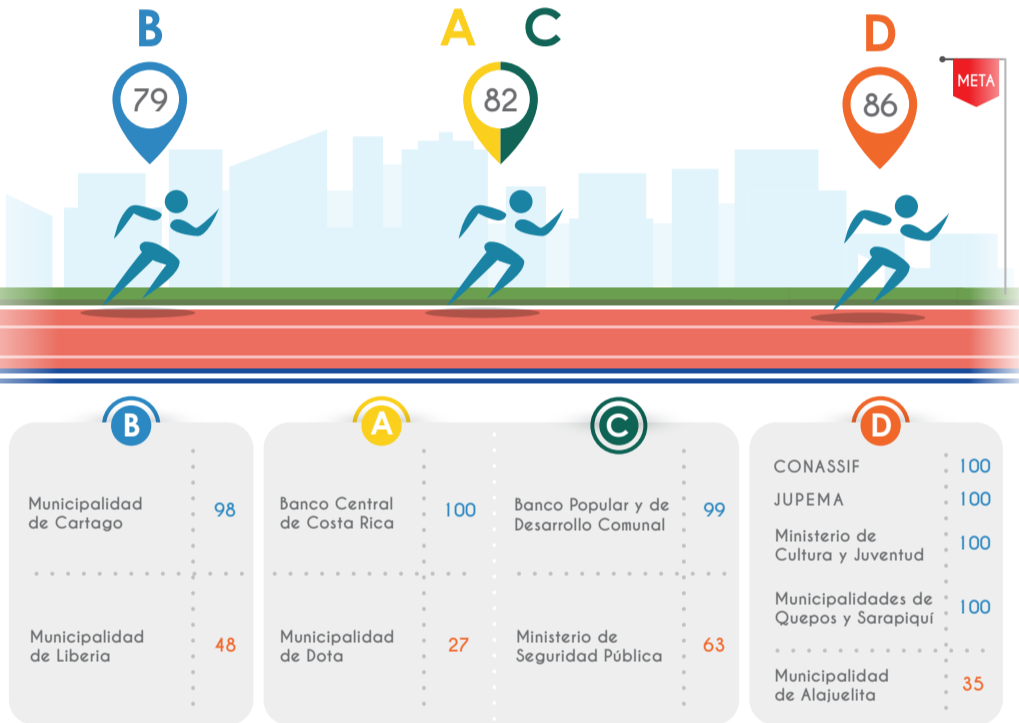 B
A
C
D
79
82
86
META
B
Municipalidad
de Cartago
98
Municipalidad
de Liberia
48
A
Banco Central
de Costa Rica
100
Municipalidad
de Dota
27
C
Banco Popular y de
Desarrollo Comunal
99
Ministerio de
Seguridad Pública
63
D
CONASSIF
100
JUPEMA
100
Ministerio de
Cultura y Juventud
100
Municipalidades de
Quepos y Sarapiquí
100
Municipalidad
de Alajuelita
35